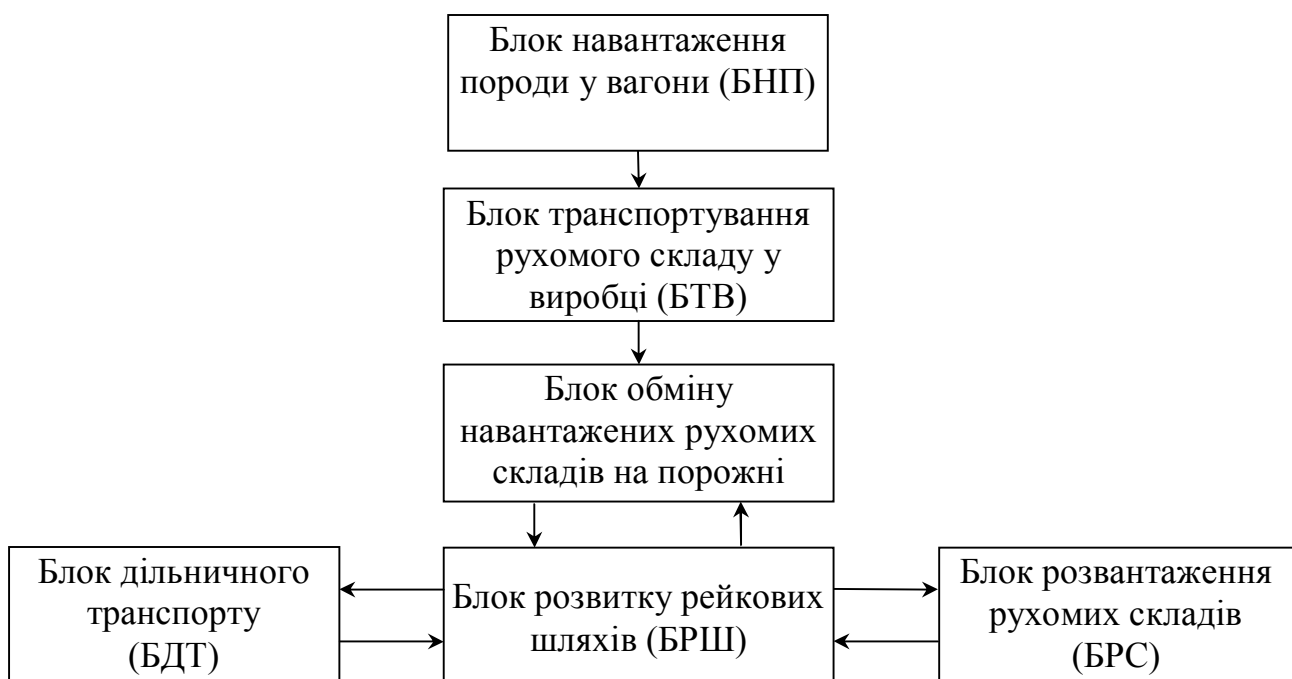 Блок навантаження
породи у вагони (БНП)
Блок транспортування
рухомого складу у
виробці (БТВ)
Блок обміну
навантажених рухомих
складів на порожні
Блок дільничного
транспорту
(БДТ)
Блок розвитку рейкових
шляхів (БРШ)
Блок розвантаження
рухомих складів
(БРС)